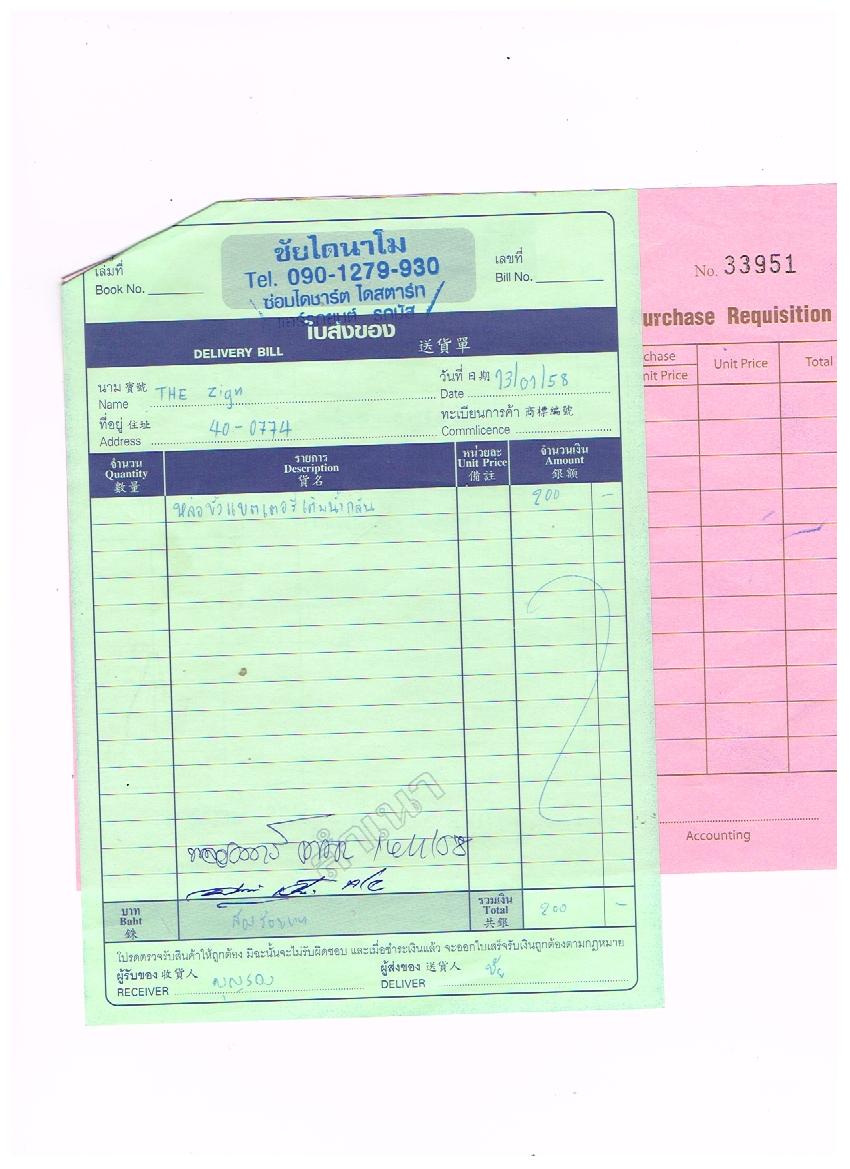 ชัยไดนาโม
Tel. 090-1279-930
ซ่อมไดชาร์ต ไดสตาร์ท
แอร์รถยนต์ รถบัส
เล่มที่
Book No.
เลขที่
Bill No.
ใบส่งของ
DELIVERY BILL 送貨單
นาม 寶號 THE Zign
Name
วันที่ 日期 13/01/58
Date
ที่อยู่ 住址 40-0774
Address
ทะเบียนการค้า 商標編號
Commlicence
จำนวน รายการ หน่วยละ จำนวนเงิน
Quantity Description Unit Price Amount
數量 貨名 備註 銀額
หล่อขั้วแบตเตอรี่เติมน้ำกลั่น 200 -
สำเนา
บาท สองร้อยบาท รวมเงิน 200 -
Baht Total
銖 共銀
โปรดตรวจรับสินค้าให้ถูกต้อง มิฉะนั้นจะไม่รับผิดชอบ และเมื่อชำระเงินแล้ว จะออกใบเสร็จรับเงินถูกต้องตามกฎหมาย
ผู้รับของ 收貨人
RECEIVER
ผู้ส่งของ 送貨人
DELIVER
No. 33951
urchase Requisition
chase
nit Price
Unit Price
Total
Accounting